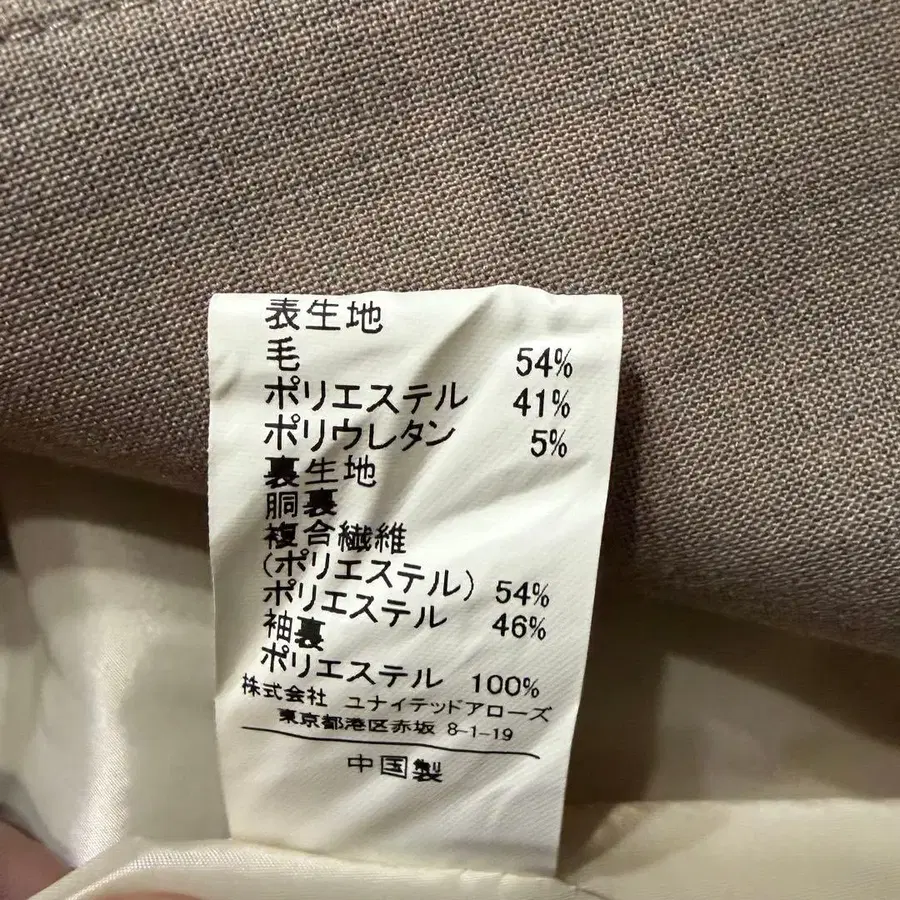 表生地
毛 54%
ポリエステル 41%
ポリウレタン 5%
裏生地
胴裏
複合繊維
(ポリエステル) 54%
ポリエステル 46%
袖裏
ポリエステル 100%
株式会社 ユナイテッドアローズ
東京都港区赤坂 8-1-19
中国製